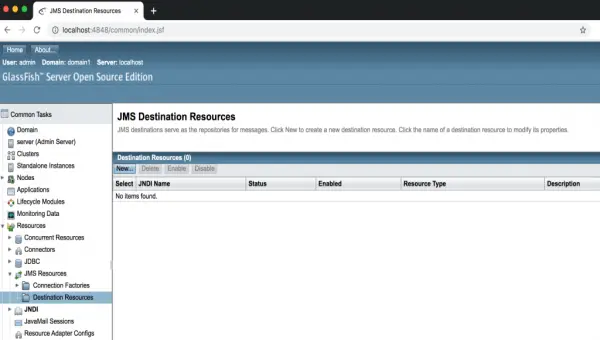 JMS Destination Resources
localhost:4848/common/index.jsf
Home About...
User: admin Domain: domain1 Server: localhost
GlassFish™ Server Open Source Edition
Common Tasks
Domain
server (Admin Server)
Clusters
Standalone Instances
Nodes
Applications
Lifecycle Modules
Monitoring Data
Resources
Concurrent Resources
Connectors
JDBC
JMS Resources
Connection Factories
Destination Resources
JNDI
JavaMail Sessions
Resource Adapter Configs
JMS Destination Resources
JMS destinations serve as the repositories for messages. Click New to create a new destination resource. Click the name of a destination resource to modify its properties.
Destination Resources (0)
New... Delete Enable Disable
Select JNDI Name Status Enabled Resource Type Description
No items found.